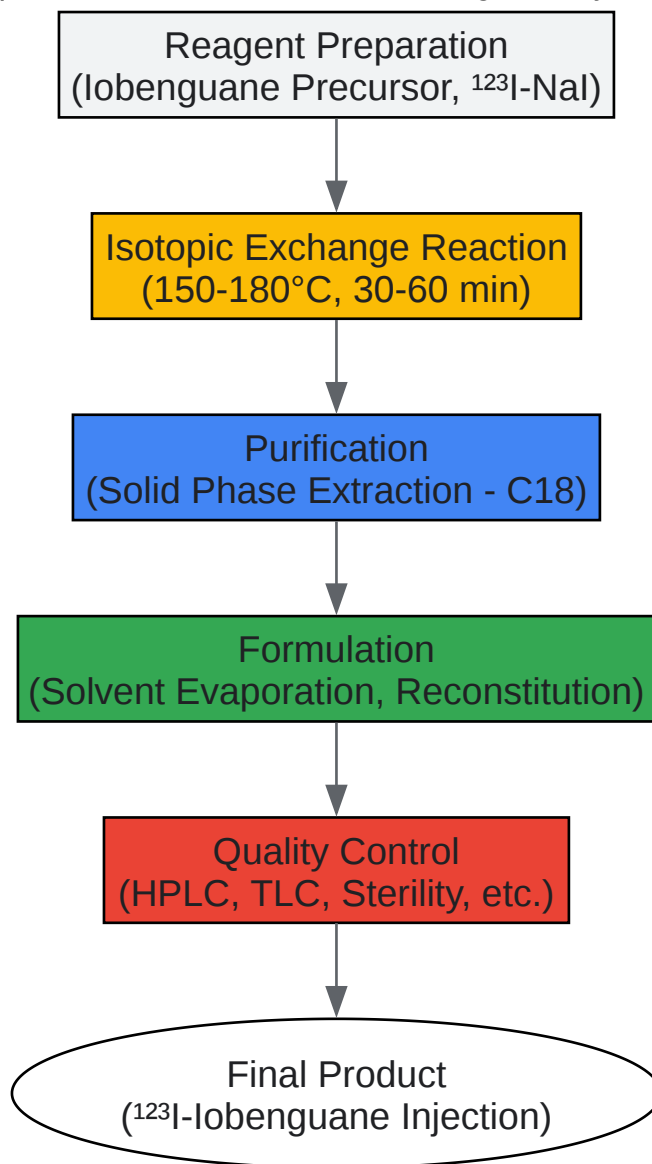 Reagent Preparation
(Iobenguane Precursor, ¹²³I-NaI)
Isotopic Exchange Reaction
(150-180°C, 30-60 min)
Purification
(Solid Phase Extraction - C18)
Formulation
(Solvent Evaporation, Reconstitution)
Quality Control
(HPLC, TLC, Sterility, etc.)
Final Product
(¹²³I-Iobenguane Injection)